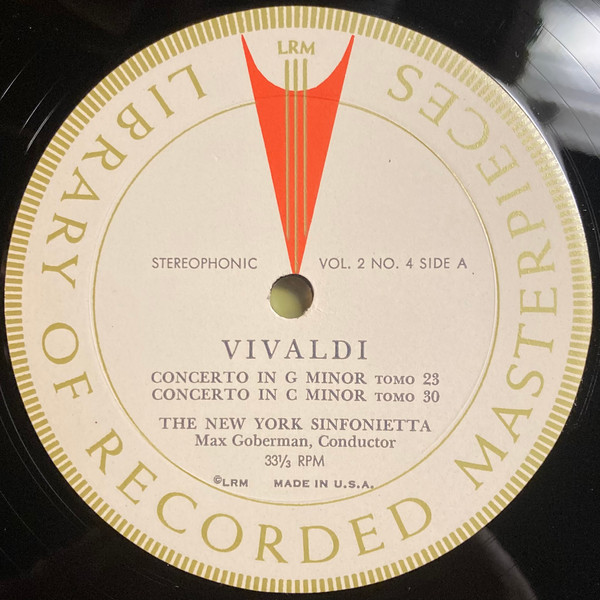 LIBRARY OF RECORDED MASTERPIECES
LRM
STEREOPHONIC VOL. 2 NO. 4 SIDE A
VIVALDI
CONCERTO IN G MINOR TOMO 23
CONCERTO IN C MINOR TOMO 30
THE NEW YORK SINFONIETTA
Max Goberman, Conductor
33⅓ RPM
©LRM MADE IN U.S.A.